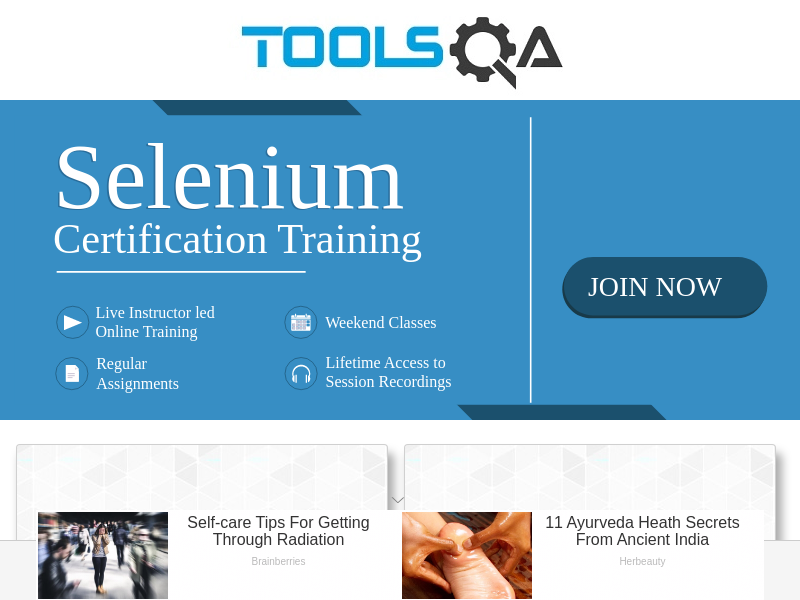 TOOLSQA
Selenium
Certification Training
JOIN NOW
Live Instructor led
Online Training
Weekend Classes
Regular
Assignments
Lifetime Access to
Session Recordings
Self-care Tips For Getting
Through Radiation
Brainberries
11 Ayurveda Heath Secrets
From Ancient India
Herbeauty